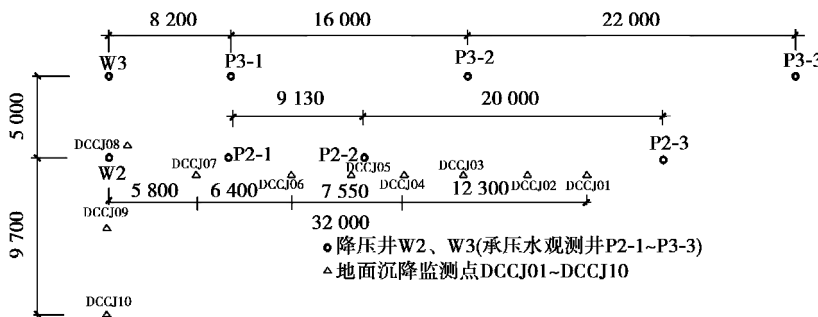 8 200
16 000
22 000
W3
P3-1
P3-2
P3-3
5 000
9 130
20 000
DCCJ08
W2
DCCJ07
P2-1
P2-2
DCCJ05
DCCJ03
P2-3
DCCJ06
DCCJ04
DCCJ02
DCCJ01
5 800
6 400
7 550
12 300
32 000
DCCJ09
9 700
降压井W2、W3(承压水观测井P2-1~P3-3)
地面沉降监测点DCCJ01~DCCJ10
DCCJ10